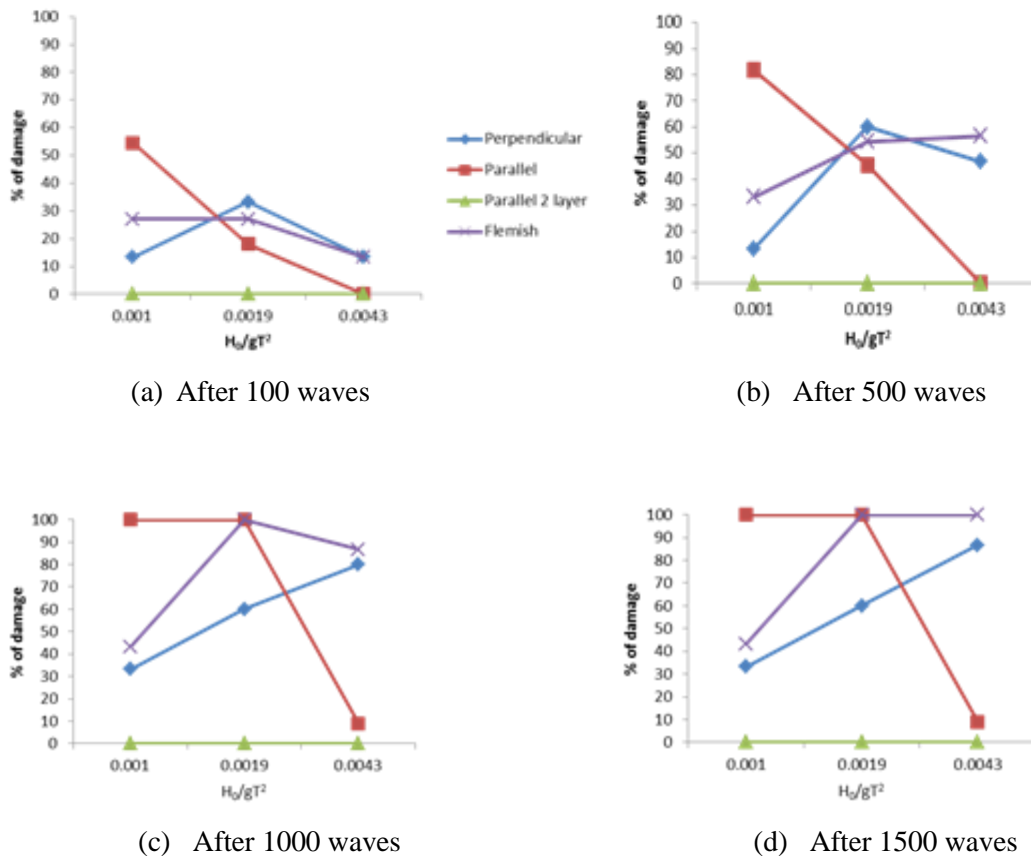 100
90
80
70
60
50
40
30
20
10
0
% of damage
0.001 0.0019 0.0043
H₀/gT²
Perpendicular
Parallel
Parallel 2 layer
Flemish
(a) After 100 waves
100
90
80
70
60
50
40
30
20
10
0
% of damage
0.001 0.0019 0.0043
H₀/gT²
(b) After 500 waves
100
90
80
70
60
50
40
30
20
10
0
% of damage
0.001 0.0019 0.0043
H₀/gT²
(c) After 1000 waves
100
90
80
70
60
50
40
30
20
10
0
% of damage
0.001 0.0019 0.0043
H₀/gT²
(d) After 1500 waves